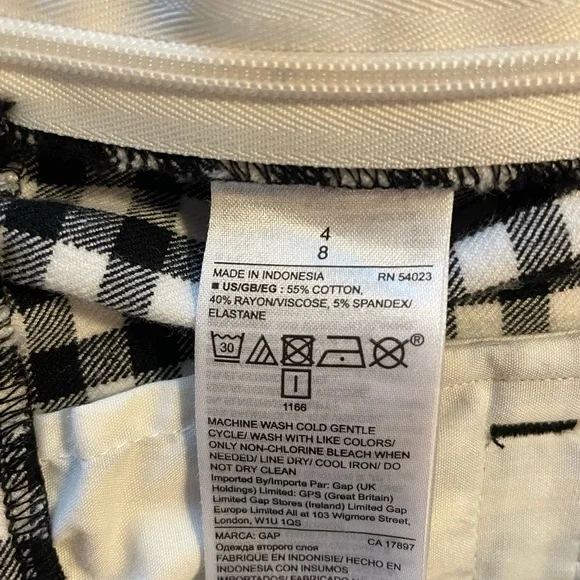 4
8
MADE IN INDONESIA RN 54023
■ US/GB/EG : 55% COTTON,
40% RAYON/VISCOSE, 5% SPANDEX/
ELASTANE
30 ®
I
1166
MACHINE WASH COLD GENTLE
CYCLE/ WASH WITH LIKE COLORS/
ONLY NON-CHLORINE BLEACH WHEN
NEEDED/ LINE DRY/ COOL IRON/ DO
NOT DRY CLEAN
Imported By/Importe Par: Gap (UK
Holdings) Limited: GPS (Great Britain)
Limited Gap Stores (Ireland) Limited Gap
Europe Limited All at 103 Wigmore Street,
London, W1U 1QS
MARCA: GAP CA 17897
Одежда второго слоя
FABRIQUE EN INDONÉSIE/ HECHO EN
INDONESIA CON INSUMOS